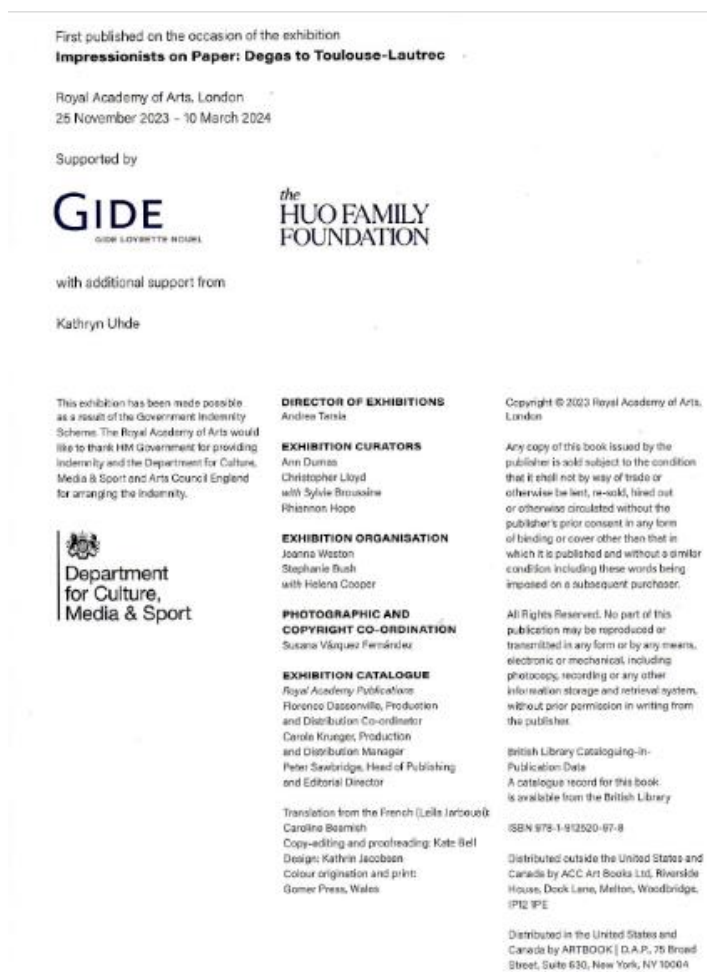 First published on the occasion of the exhibition
Impressionists on Paper: Degas to Toulouse-Lautrec
Royal Academy of Arts, London
25 November 2023 – 10 March 2024
Supported by
GIDE
GIDE LOYRETTE NOUEL
the
HUO FAMILY
FOUNDATION
with additional support from
Kathryn Uhde
This exhibition has been made possible
as a result of the Government Indemnity
Scheme. The Royal Academy of Arts would
like to thank HM Government for providing
indemnity and the Department for Culture,
Media & Sport and Arts Council England
for arranging the indemnity.
Department
for Culture,
Media & Sport
DIRECTOR OF EXHIBITIONS
Andrea Tarsia
EXHIBITION CURATORS
Ann Dumas
Christopher Lloyd
with Sylvie Broussine
Rhiannon Hope
EXHIBITION ORGANISATION
Joanna Weston
Stephanie Bush
with Helena Cooper
PHOTOGRAPHIC AND
COPYRIGHT CO-ORDINATION
Susana Vázquez Fernández
EXHIBITION CATALOGUE
Royal Academy Publications
Florence Dassonville, Production
and Distribution Co-ordinator
Carola Krueger, Production
and Distribution Manager
Peter Sawbridge, Head of Publishing
and Editorial Director
Translation from the French (Leïla Jarbouai):
Caroline Beamish
Copy-editing and proofreading: Kate Bell
Design: Kathrin Jacobsen
Colour origination and print:
Gomer Press, Wales
Copyright © 2023 Royal Academy of Arts,
London
Any copy of this book issued by the
publisher is sold subject to the condition
that it shall not by way of trade or
otherwise be lent, re-sold, hired out
or otherwise circulated without the
publisher's prior consent in any form
of binding or cover other than that in
which it is published and without a similar
condition including these words being
imposed on a subsequent purchaser.
All Rights Reserved. No part of this
publication may be reproduced or
transmitted in any form or by any means,
electronic or mechanical, including
photocopy, recording or any other
information storage and retrieval system,
without prior permission in writing from
the publisher.
British Library Cataloguing-in-
Publication Data
A catalogue record for this book
is available from the British Library
ISBN 978-1-912520-97-8
Distributed outside the United States and
Canada by ACC Art Books Ltd, Riverside
House, Dock Lane, Melton, Woodbridge,
IP12 1PE
Distributed in the United States and
Canada by ARTBOOK | D.A.P., 75 Broad
Street, Suite 630, New York, NY 10004